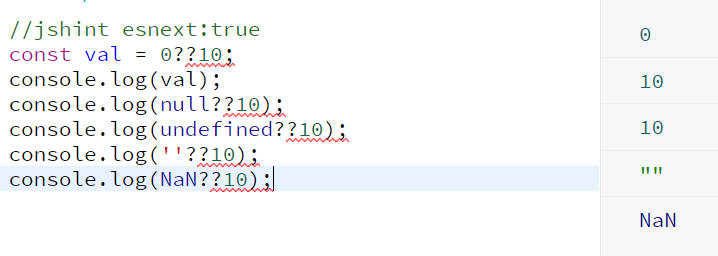 //jshint esnext:true
const val = 0??10;
console.log(val);
console.log(null??10);
console.log(undefined??10);
console.log(''??10);
console.log(NaN??10);
0
10
10
""
NaN